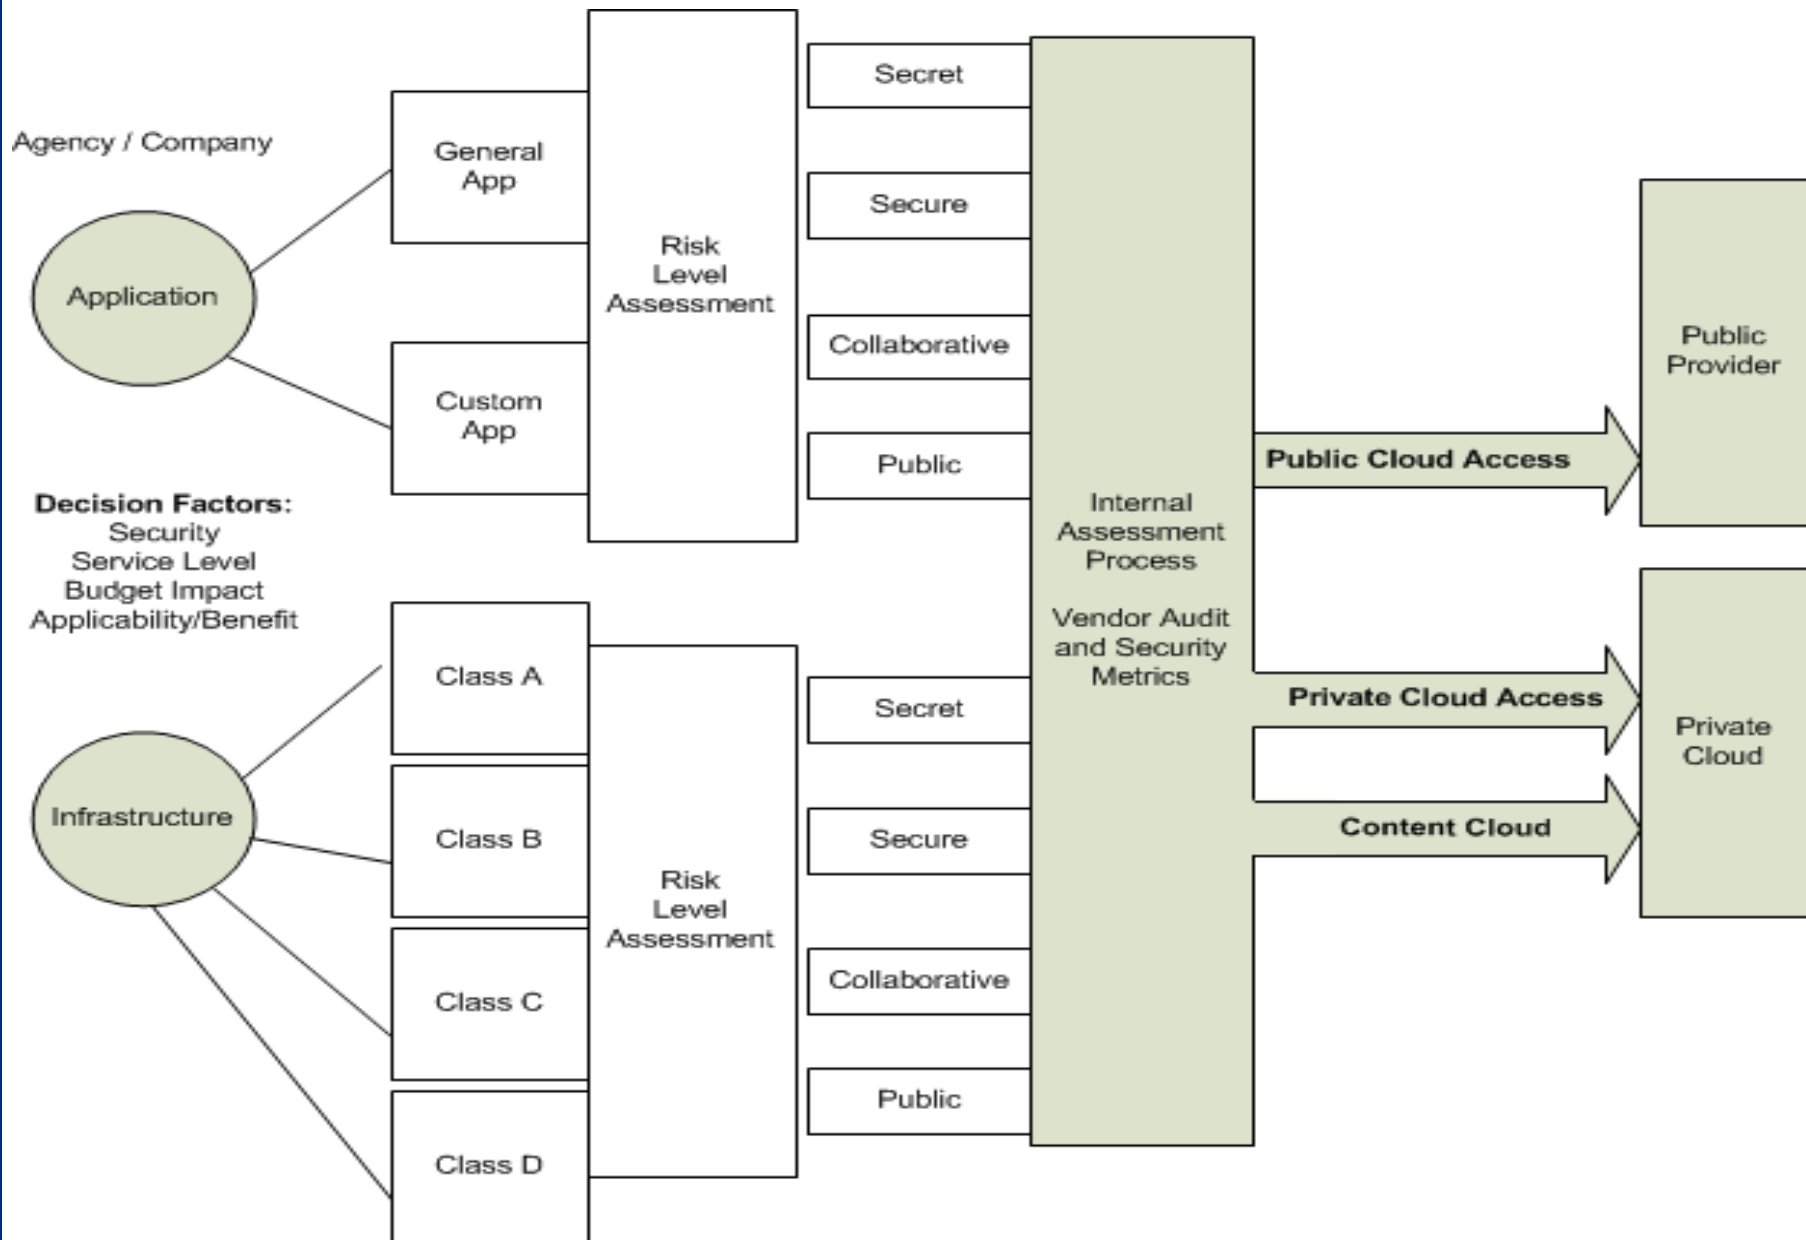 Agency / Company
Application
General
App
Custom
App
Risk
Level
Assessment
Secret
Secure
Collaborative
Public
Decision Factors:
Security
Service Level
Budget Impact
Applicability/Benefit
Infrastructure
Class A
Class B
Class C
Class D
Risk
Level
Assessment
Secret
Secure
Collaborative
Public
Internal
Assessment
Process
Vendor Audit
and Security
Metrics
Public Cloud Access
Private Cloud Access
Content Cloud
Public
Provider
Private
Cloud